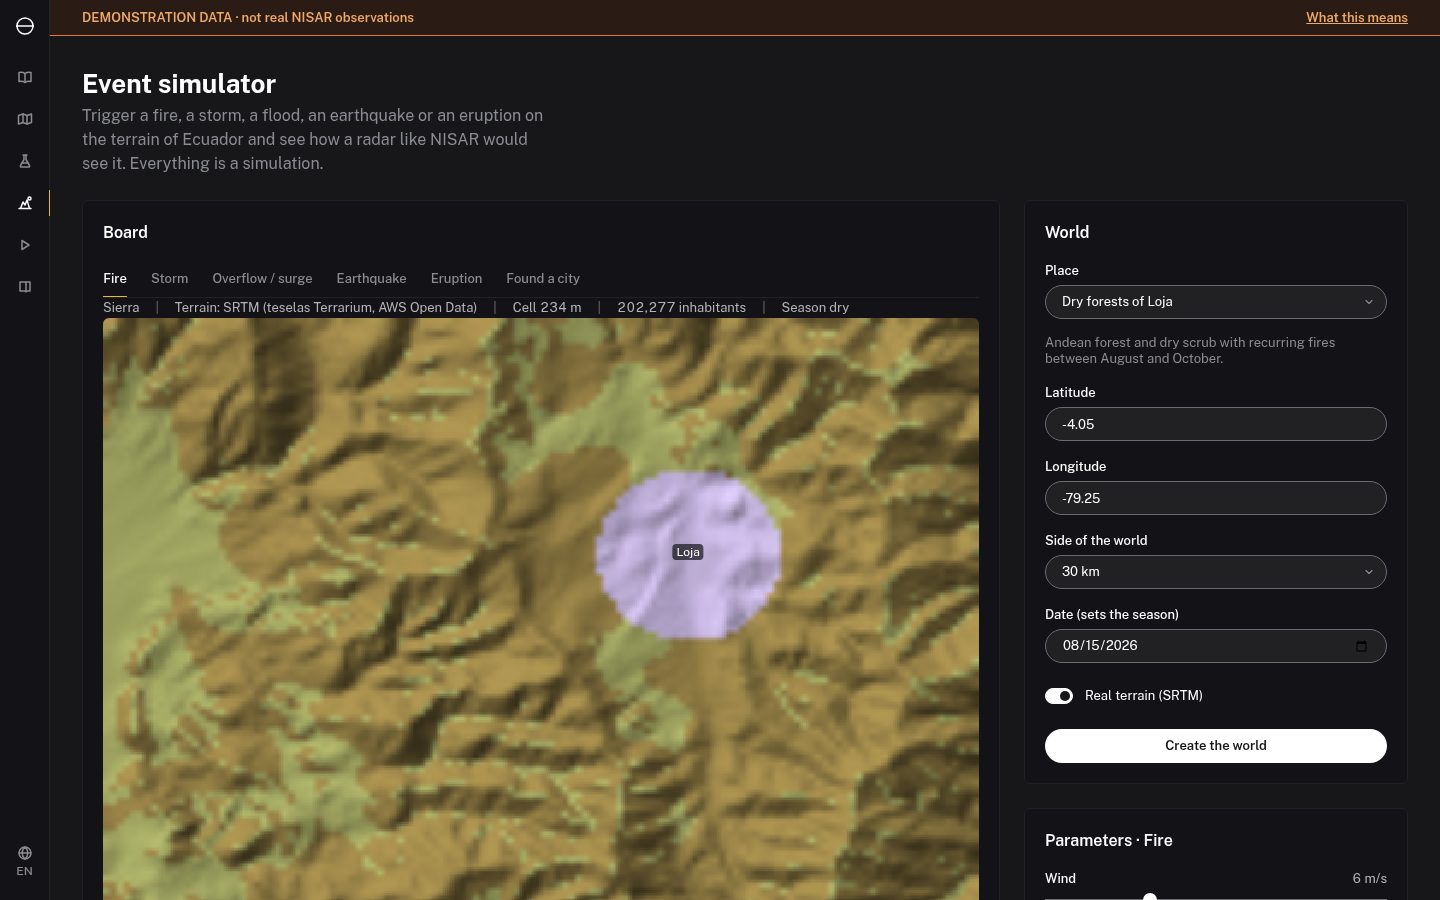 DEMONSTRATION DATA · not real NISAR observations
What this means
Event simulator
Trigger a fire, a storm, a flood, an earthquake or an eruption on
the terrain of Ecuador and see how a radar like NISAR would
see it. Everything is a simulation.
Board
Fire
Storm
Overflow / surge
Earthquake
Eruption
Found a city
Sierra | Terrain: SRTM (teselas Terrarium, AWS Open Data) | Cell 234 m | 202,277 inhabitants | Season dry
Loja
World
Place
Dry forests of Loja
Andean forest and dry scrub with recurring fires
between August and October.
Latitude
-4.05
Longitude
-79.25
Side of the world
30 km
Date (sets the season)
08/15/2026
Real terrain (SRTM)
Create the world
Parameters · Fire
Wind
6 m/s
EN